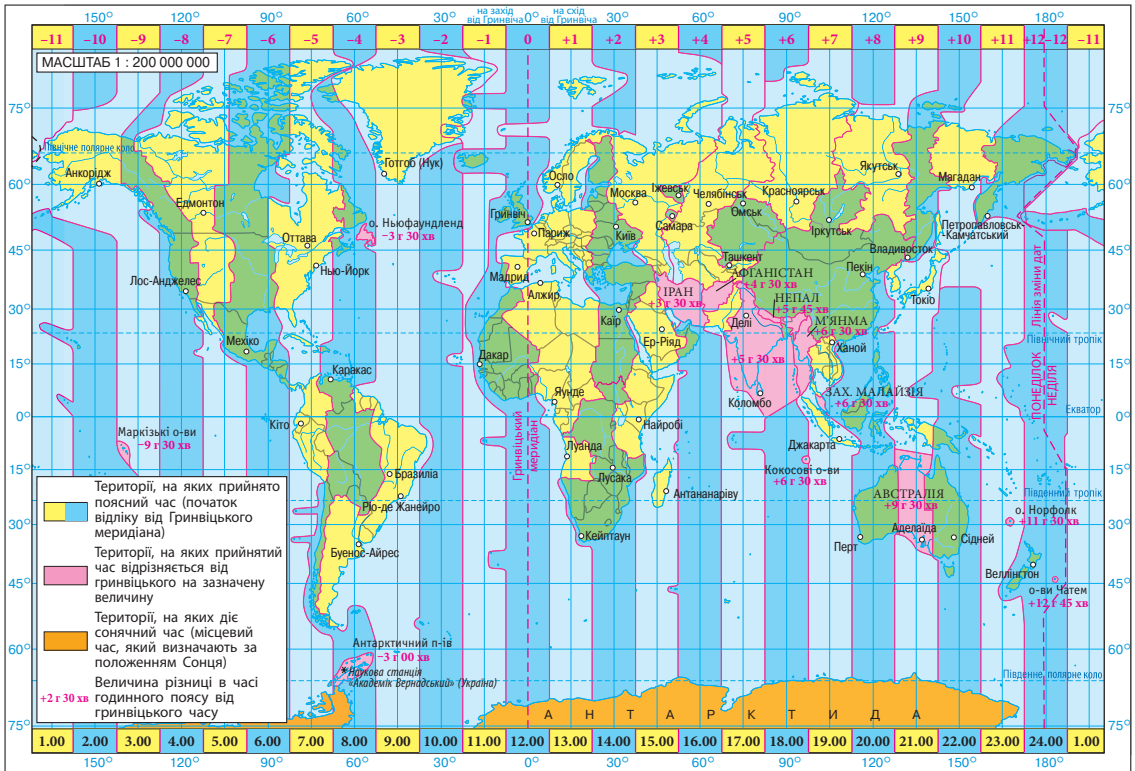 на захід від Гринвіча
на схід від Гринвіча
150° 120° 90° 60° 30° 0° 30° 60° 90° 120° 150° 180°
−11 −10 −9 −8 −7 −6 −5 −4 −3 −2 −1 0 +1 +2 +3 +4 +5 +6 +7 +8 +9 +10 +11 +12 −12 −11
МАСШТАБ 1 : 200 000 000
75° 75°
Північне полярне коло
Анкорідж
Готгоб (Нук)
Осло
Москва
Іжевськ
Челябінськ
Красноярськ
Якутськ
Магадан
60° 60°
Едмонтон
Гринвіч
Париж
Київ
Самара
Омськ
Іркутськ
Петропавловськ-
-Камчатський
о. Ньюфаундленд
−3 г 30 хв
Оттава
45° 45°
Нью-Йорк
Мадрид
Ташкент
Владивосток
Пекін
Лос-Анджелес
Алжир
ІРАН
+3 г 30 хв
АФГАНІСТАН
+4 г 30 хв
НЕПАЛ
+5 г 45 хв
Токіо
30° 30°
Каїр
Делі
М'ЯНМА
+6 г 30 хв
Лінія зміни дат
Північний тропік
Мехіко
Ер-Ріяд
Ханой
15° 15°
Дакар
+5 г 30 хв
Каракас
Яунде
Коломбо
ЗАХ. МАЛАЙЗІЯ
+6 г 30 хв
ПОНЕДІЛОК
НЕДІЛЯ
0° 0°
Екватор
Кіто
Гринвіцький
меридіан
Найробі
Маркізькі о-ви
−9 г 30 хв
Луанда
Джакарта
15° 15°
Бразиліа
Лусака
Антананаріву
Кокосові о-ви
+6 г 30 хв
Ріо-де Жанейро
АВСТРАЛІЯ
+9 г 30 хв
Південний тропік
о. Норфолк
+11 г 30 хв
30° 30°
Буенос-Айрес
Кейптаун
Перт
Аделаїда
Сідней
Веллінгтон
45° 45°
о-ви Чатем
+12 г 45 хв
60° 60°
Антарктичний п-ів
−3 г 00 хв
Наукова станція
«Академік Вернадський» (Україна)
Південне полярне коло
75° 75°
АНТАРКТИДА
Території, на яких прийнято
поясний час (початок
відліку від Гринвіцького
меридіана)
Території, на яких прийнятий
час відрізняється від
гринвіцького на зазначену
величину
Території, на яких діє
сонячний час (місцевий
час, який визначають за
положенням Сонця)
+2 г 30 хв
Величина різниці в часі
годинного поясу від
гринвіцького часу
1.00 2.00 3.00 4.00 5.00 6.00 7.00 8.00 9.00 10.00 11.00 12.00 13.00 14.00 15.00 16.00 17.00 18.00 19.00 20.00 21.00 22.00 23.00 24.00 1.00
150° 120° 90° 60° 30° 0° 30° 60° 90° 120° 150° 180°